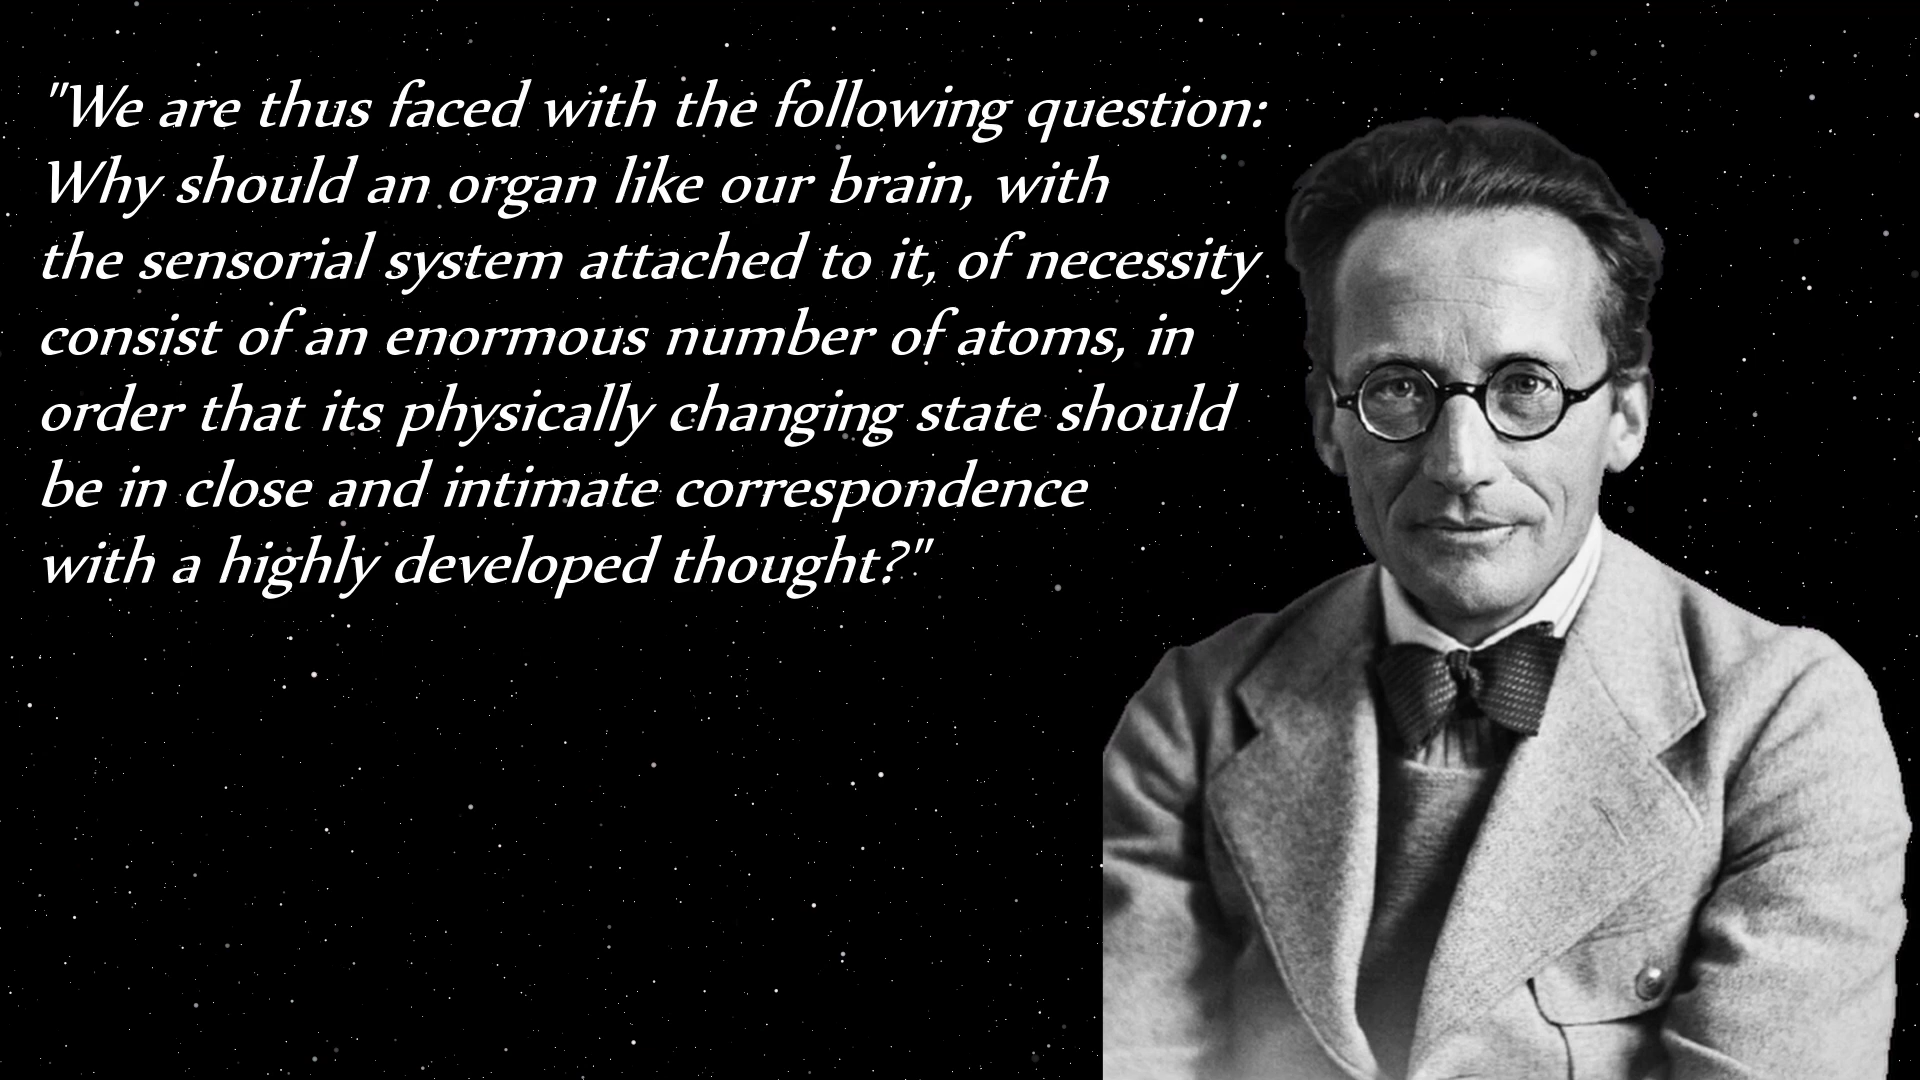 "We are thus faced with the following question:
Why should an organ like our brain, with
the sensorial system attached to it, of necessity
consist of an enormous number of atoms, in
order that its physically changing state should
be in close and intimate correspondence
with a highly developed thought?"